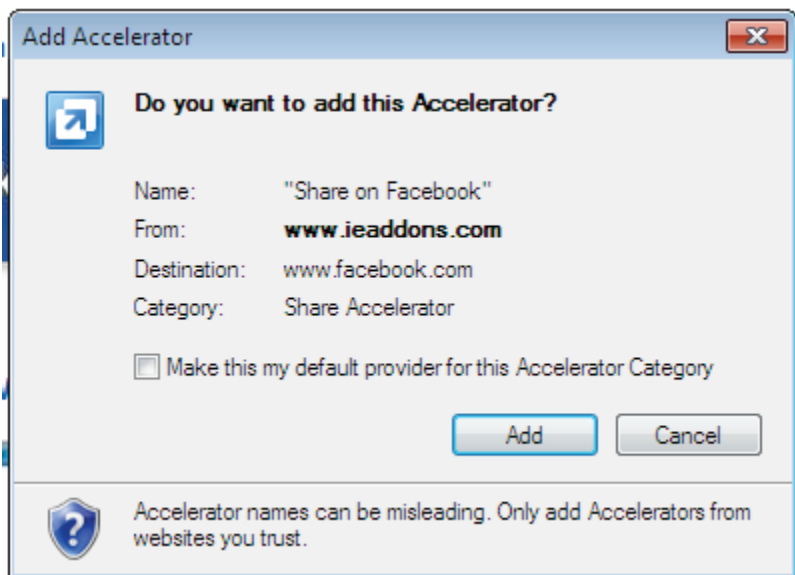 Add Accelerator
Do you want to add this Accelerator?
Name: "Share on Facebook"
From: www.ieaddons.com
Destination: www.facebook.com
Category: Share Accelerator
Make this my default provider for this Accelerator Category
Add Cancel
Accelerator names can be misleading. Only add Accelerators from
websites you trust.